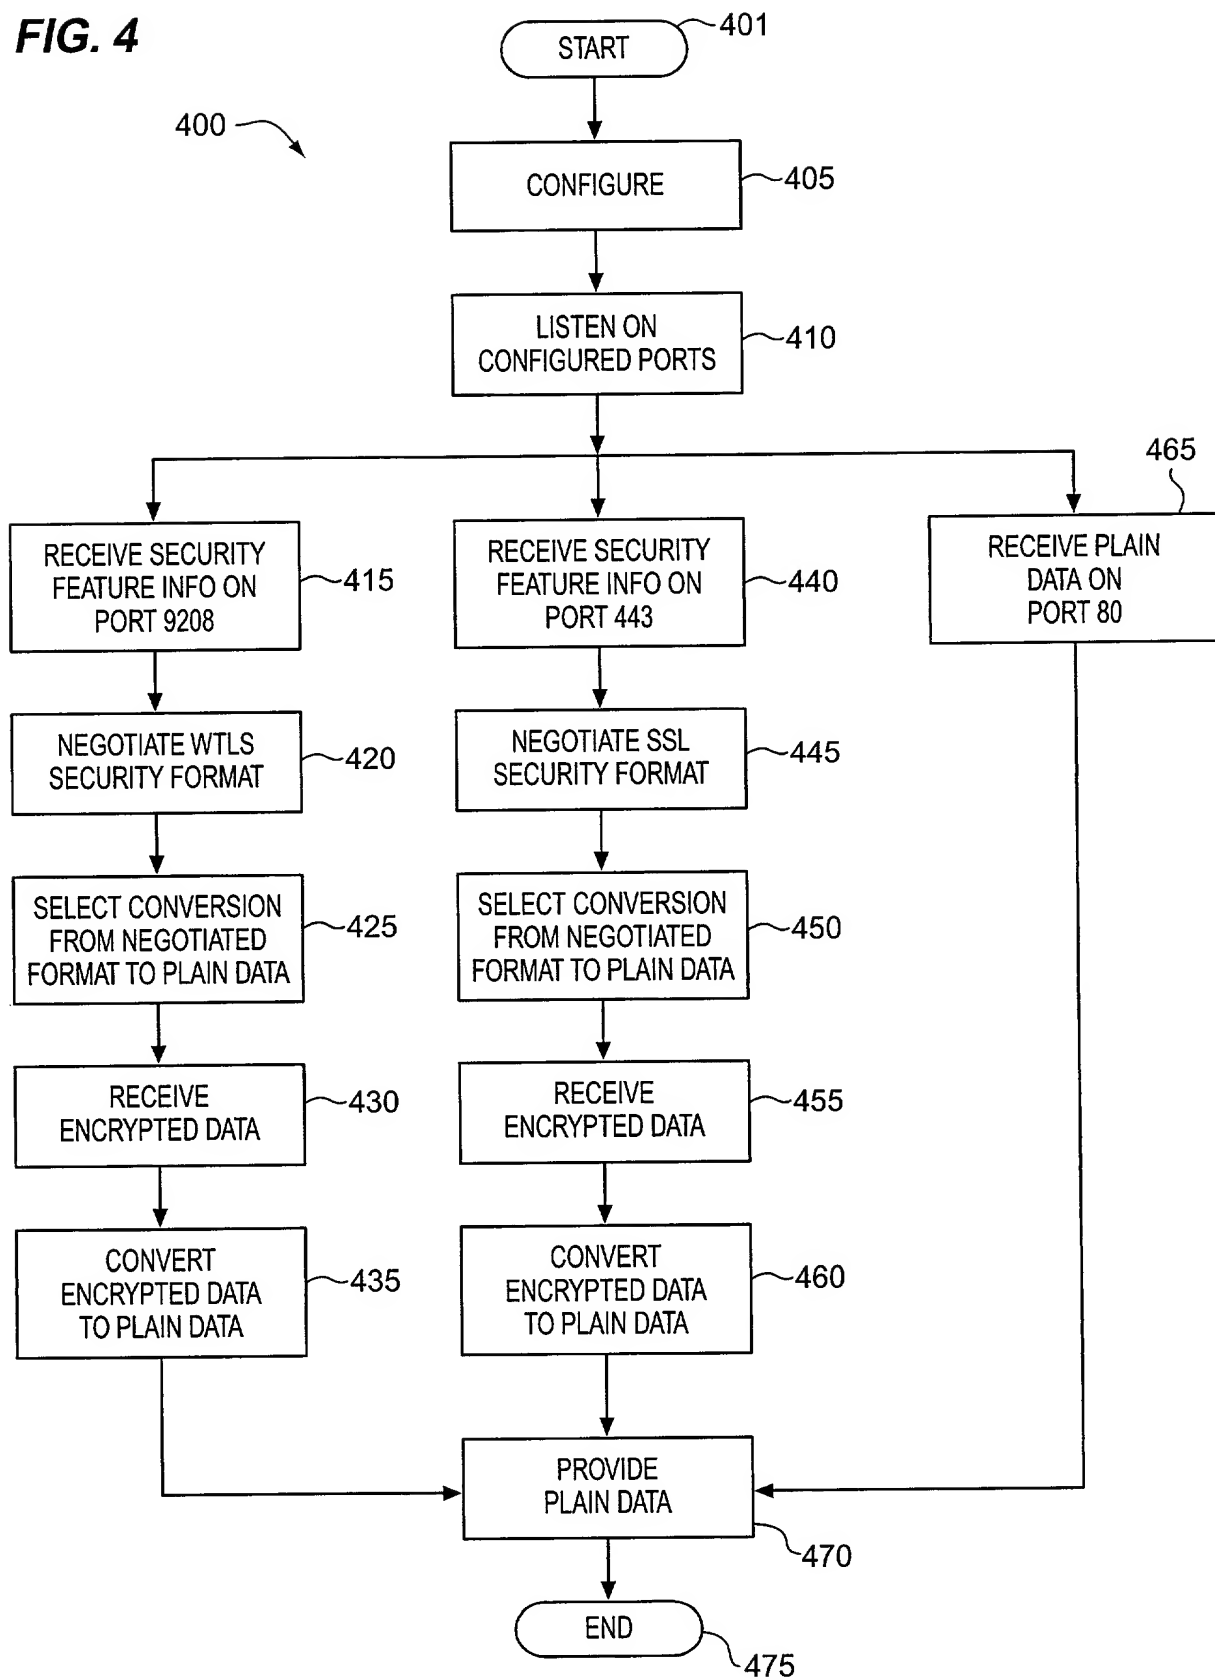 FIG. 4
START
401
400
CONFIGURE
405
LISTEN ON
CONFIGURED PORTS
410
RECEIVE SECURITY
FEATURE INFO ON
PORT 9208
415
RECEIVE SECURITY
FEATURE INFO ON
PORT 443
440
465
RECEIVE PLAIN
DATA ON
PORT 80
NEGOTIATE WTLS
SECURITY FORMAT
420
NEGOTIATE SSL
SECURITY FORMAT
445
SELECT CONVERSION
FROM NEGOTIATED
FORMAT TO PLAIN DATA
425
SELECT CONVERSION
FROM NEGOTIATED
FORMAT TO PLAIN DATA
450
RECEIVE
ENCRYPTED DATA
430
RECEIVE
ENCRYPTED DATA
455
CONVERT
ENCRYPTED DATA
TO PLAIN DATA
435
CONVERT
ENCRYPTED DATA
TO PLAIN DATA
460
PROVIDE
PLAIN DATA
470
END
475